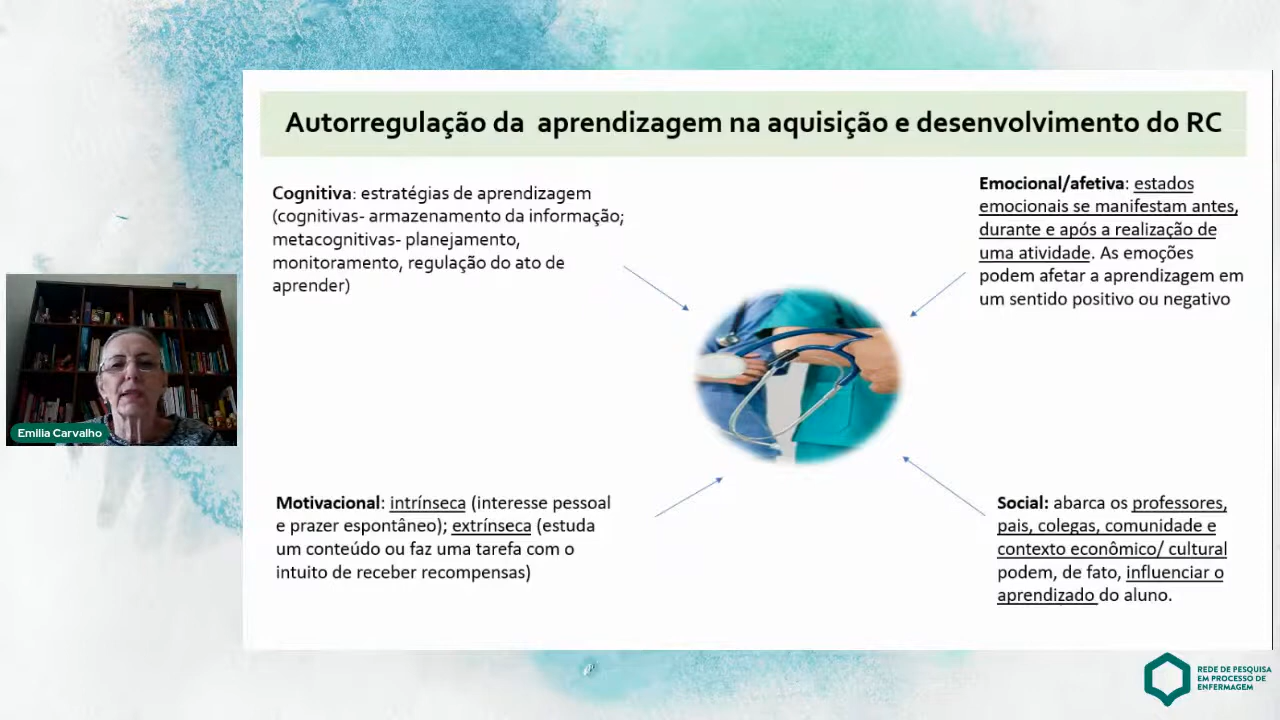 Autorregulação da aprendizagem na aquisição e desenvolvimento do RC
Cognitiva: estratégias de aprendizagem
(cognitivas- armazenamento da informação;
metacognitivas- planejamento,
monitoramento, regulação do ato de
aprender)
Emocional/afetiva: estados
emocionais se manifestam antes,
durante e após a realização de
uma atividade. As emoções
podem afetar a aprendizagem em
um sentido positivo ou negativo
Emilia Carvalho
Motivacional: intrínseca (interesse pessoal
e prazer espontâneo); extrínseca (estuda
um conteúdo ou faz uma tarefa com o
intuito de receber recompensas)
Social: abarca os professores,
pais, colegas, comunidade e
contexto econômico/ cultural
podem, de fato, influenciar o
aprendizado do aluno.
REDE DE PESQUISA
EM PROCESSO DE
ENFERMAGEM